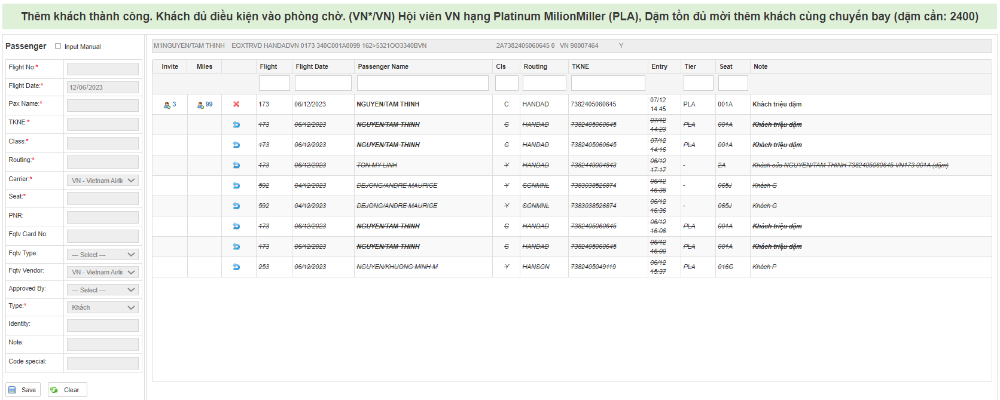 Thêm khách thành công. Khách đủ điều kiện vào phòng chờ. (VN*/VN) Hội viên VN hạng Platinum MilionMiller (PLA), Dặm tồn đủ mời thêm khách cùng chuyến bay (dặm cần: 2400)
Passenger Input Manual
Flight No:*
Flight Date:* 12/06/2023
Pax Name:*
TKNE:*
Class:*
Routing:*
Carrier:* VN - Vietnam Airlir
Seat:*
PNR:
Fqtv Card No:
Fqtv Type: --- Select ---
Fqtv Vendor: VN - Vietnam Airlir
Approved By: --- Select ---
Type:* Khách
Identity:
Note:
Code special:
Save Clear
M1NGUYEN/TAM THINH EOXTRVD HANDADVN 0173 340C001A0099 162>5321OO3340BVN 2A7382405060645 0 VN 98007464 Y
Invite Miles Flight Flight Date Passenger Name Cls Routing TKNE Entry Tier Seat Note
3 99 173 06/12/2023 NGUYEN/TAM THINH C HANDAD 7382405060645 07/12 14:45 PLA 001A Khách triệu dặm
173 06/12/2023 NGUYEN/TAM THINH C HANDAD 7382405060645 07/12 14:23 PLA 001A Khách triệu dặm
173 06/12/2023 NGUYEN/TAM THINH C HANDAD 7382405060645 07/12 14:16 PLA 001A Khách triệu dặm
173 06/12/2023 TON MY LINH Y HANDAD 7382449004843 06/12 17:17 - 2A Khách của NGUYEN/TAM THINH 7382405060645 VN173 001A (dặm)
592 04/12/2023 DEJONG/ANDRE MAURICE Y SGNMNL 7383038526874 06/12 16:38 - 065J Khách G
592 04/12/2023 DEJONG/ANDRE MAURICE Y SGNMNL 7383038526874 06/12 16:36 - 065J Khách G
173 06/12/2023 NGUYEN/TAM THINH C HANDAD 7382405060645 06/12 16:06 PLA 001A Khách triệu dặm
173 06/12/2023 NGUYEN/TAM THINH C HANDAD 7382405060645 06/12 16:00 PLA 001A Khách triệu dặm
253 06/12/2023 NGUYEN/KHUONG MINH M Y HANSGN 7382405049119 06/12 15:37 PLA 016G Khách P